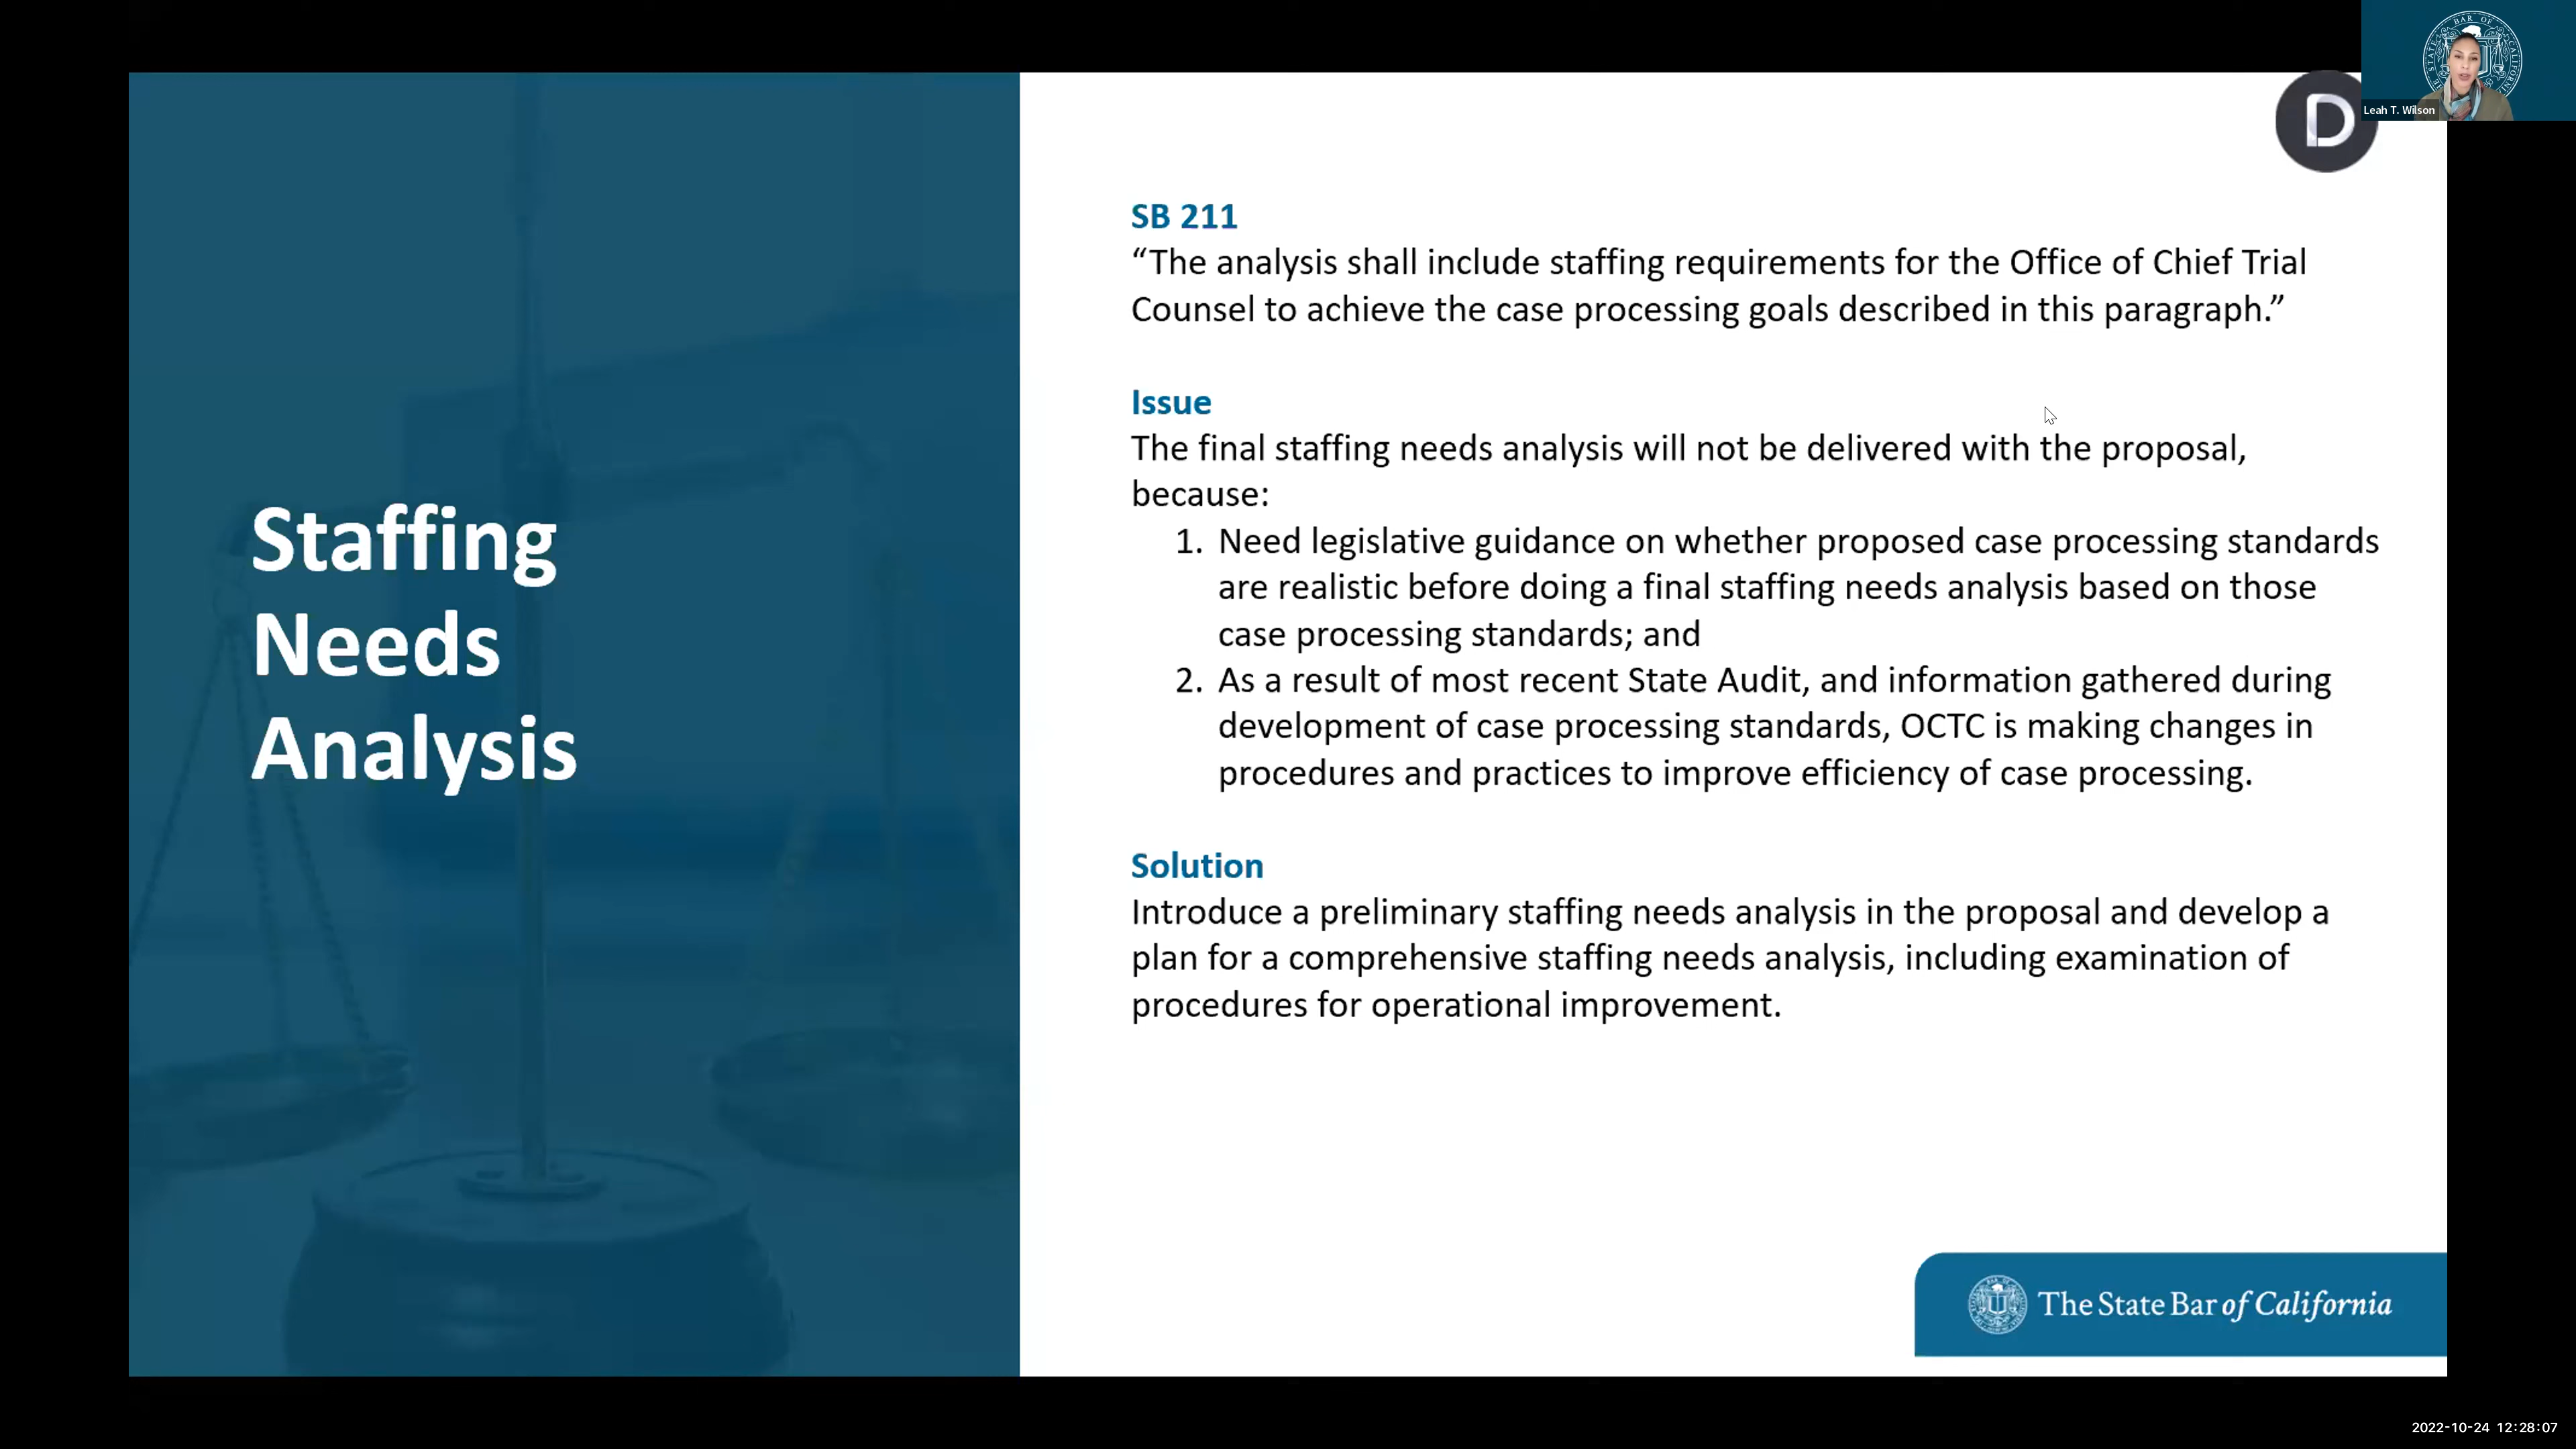 BAR OF
Leah T. Wilson
D
SB 211
“The analysis shall include staffing requirements for the Office of Chief Trial
Counsel to achieve the case processing goals described in this paragraph.”
Issue
The final staffing needs analysis will not be delivered with the proposal,
because:
1. Need legislative guidance on whether proposed case processing standards
are realistic before doing a final staffing needs analysis based on those
case processing standards; and
2. As a result of most recent State Audit, and information gathered during
development of case processing standards, OCTC is making changes in
procedures and practices to improve efficiency of case processing.
Solution
Introduce a preliminary staffing needs analysis in the proposal and develop a
plan for a comprehensive staffing needs analysis, including examination of
procedures for operational improvement.
Staffing
Needs
Analysis
The State Bar of California
2022-10-24 12:28:07